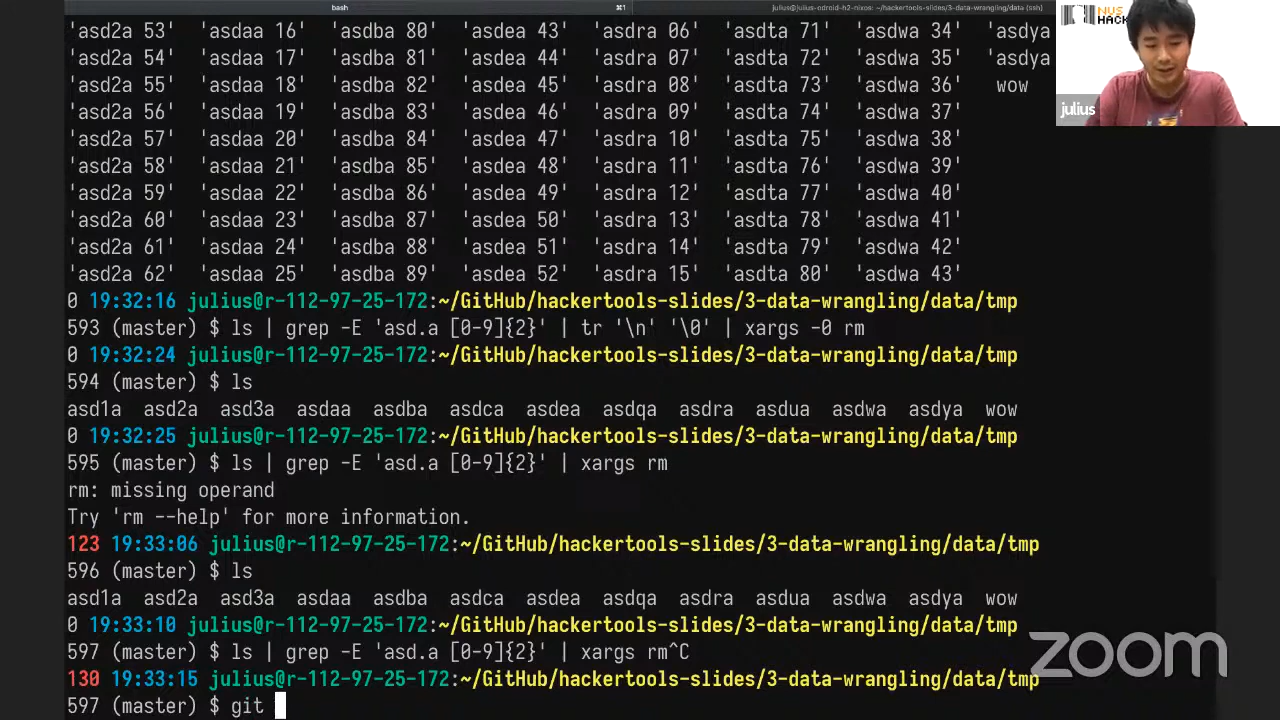 bash ⌘1 julius@julius-odroid-h2-nixos: ~/hackertools-slides/3-data-wrangling/data (ssh)
NUS
HACK
julius
'asd2a 53' 'asdaa 16' 'asdba 80' 'asdea 43' 'asdra 06' 'asdta 71' 'asdwa 34' 'asdya
'asd2a 54' 'asdaa 17' 'asdba 81' 'asdea 44' 'asdra 07' 'asdta 72' 'asdwa 35' 'asdya
'asd2a 55' 'asdaa 18' 'asdba 82' 'asdea 45' 'asdra 08' 'asdta 73' 'asdwa 36' wow
'asd2a 56' 'asdaa 19' 'asdba 83' 'asdea 46' 'asdra 09' 'asdta 74' 'asdwa 37'
'asd2a 57' 'asdaa 20' 'asdba 84' 'asdea 47' 'asdra 10' 'asdta 75' 'asdwa 38'
'asd2a 58' 'asdaa 21' 'asdba 85' 'asdea 48' 'asdra 11' 'asdta 76' 'asdwa 39'
'asd2a 59' 'asdaa 22' 'asdba 86' 'asdea 49' 'asdra 12' 'asdta 77' 'asdwa 40'
'asd2a 60' 'asdaa 23' 'asdba 87' 'asdea 50' 'asdra 13' 'asdta 78' 'asdwa 41'
'asd2a 61' 'asdaa 24' 'asdba 88' 'asdea 51' 'asdra 14' 'asdta 79' 'asdwa 42'
'asd2a 62' 'asdaa 25' 'asdba 89' 'asdea 52' 'asdra 15' 'asdta 80' 'asdwa 43'
0 19:32:16 julius@r-112-97-25-172:~/GitHub/hackertools-slides/3-data-wrangling/data/tmp
593 (master) $ ls | grep -E 'asd.a [0-9]{2}' | tr '\n' '\0' | xargs -0 rm
0 19:32:24 julius@r-112-97-25-172:~/GitHub/hackertools-slides/3-data-wrangling/data/tmp
594 (master) $ ls
asd1a asd2a asd3a asdaa asdba asdca asdea asdqa asdra asdua asdwa asdya wow
0 19:32:25 julius@r-112-97-25-172:~/GitHub/hackertools-slides/3-data-wrangling/data/tmp
595 (master) $ ls | grep -E 'asd.a [0-9]{2}' | xargs rm
rm: missing operand
Try 'rm --help' for more information.
123 19:33:06 julius@r-112-97-25-172:~/GitHub/hackertools-slides/3-data-wrangling/data/tmp
596 (master) $ ls
asd1a asd2a asd3a asdaa asdba asdca asdea asdqa asdra asdua asdwa asdya wow
0 19:33:10 julius@r-112-97-25-172:~/GitHub/hackertools-slides/3-data-wrangling/data/tmp
597 (master) $ ls | grep -E 'asd.a [0-9]{2}' | xargs rm^C
130 19:33:15 julius@r-112-97-25-172:~/GitHub/hackertools-slides/3-data-wrangling/data/tmp
597 (master) $ git
zoom